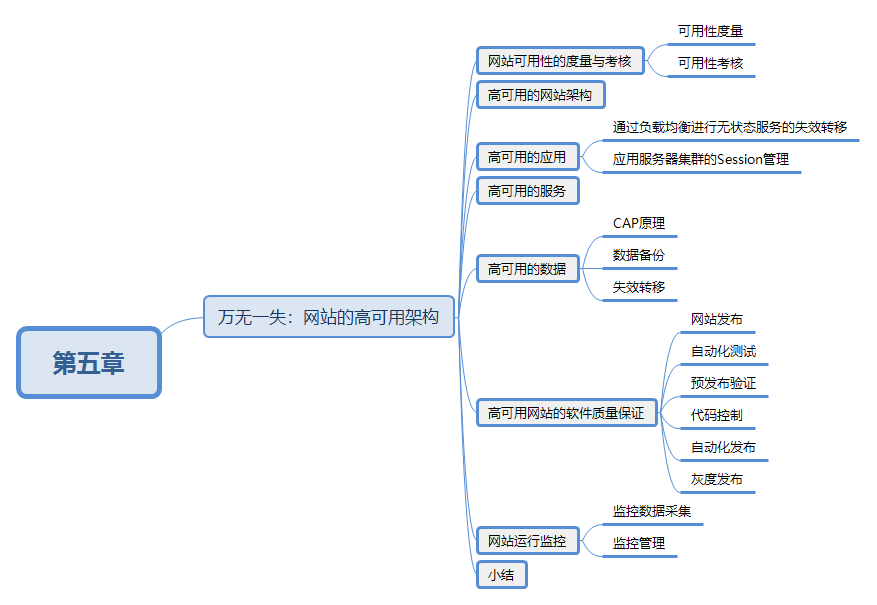 第五章
万无一失：网站的高可用架构
网站可用性的度量与考核
可用性度量
可用性考核
高可用的网站架构
高可用的应用
通过负载均衡进行无状态服务的失效转移
应用服务器集群的Session管理
高可用的服务
高可用的数据
CAP原理
数据备份
失效转移
高可用网站的软件质量保证
网站发布
自动化测试
预发布验证
代码控制
自动化发布
灰度发布
网站运行监控
监控数据采集
监控管理
小结